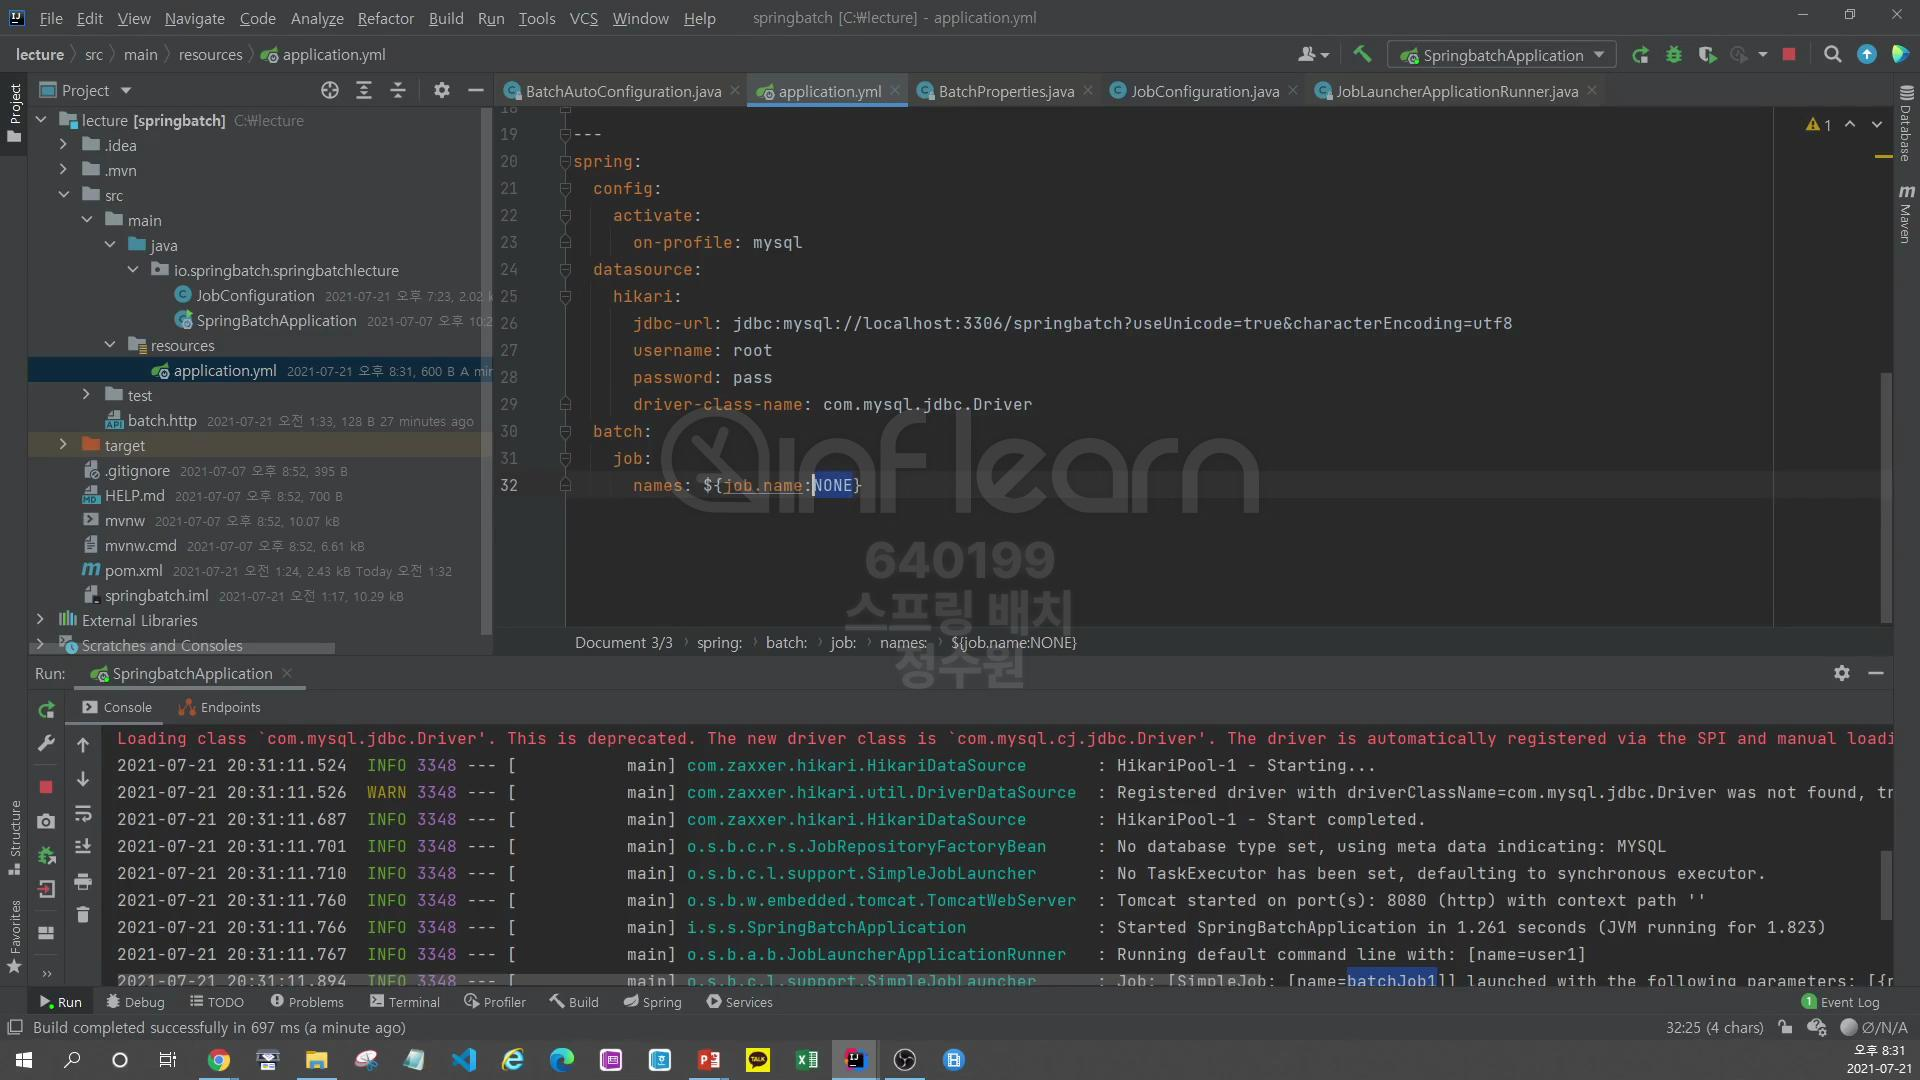 File Edit View Navigate Code Analyze Refactor Build Run Tools VCS Window Help springbatch [C:₩lecture] - application.yml
lecture src main resources application.yml SpringbatchApplication
Project
BatchAutoConfiguration.java application.yml BatchProperties.java JobConfiguration.java JobLauncherApplicationRunner.java
Project
lecture [springbatch] C:₩lecture
.idea
.mvn
src
main
java
io.springbatch.springbatchlecture
JobConfiguration 2021-07-21 오후 7:23, 2.02 k
SpringBatchApplication 2021-07-07 오후 10:2
resources
application.yml 2021-07-21 오후 8:31, 600 B A mi
test
batch.http 2021-07-21 오전 1:33, 128 B 27 minutes ago
target
.gitignore 2021-07-07 오후 8:52, 395 B
HELP.md 2021-07-07 오후 8:52, 700 B
mvnw 2021-07-07 오후 8:52, 10.07 kB
mvnw.cmd 2021-07-07 오후 8:52, 6.61 kB
pom.xml 2021-07-21 오전 1:24, 2.43 kB Today 오전 1:32
springbatch.iml 2021-07-21 오전 1:17, 10.29 kB
External Libraries
Scratches and Consoles
18
19 ---
20 spring:
21 config:
22 activate:
23 on-profile: mysql
24 datasource:
25 hikari:
26 jdbc-url: jdbc:mysql://localhost:3306/springbatch?useUnicode=true&characterEncoding=utf8
27 username: root
28 password: pass
29 driver-class-name: com.mysql.jdbc.Driver
30 batch:
31 job:
32 names: ${job.name:NONE}
1
Database
Maven
inflearn
640199
스프링 배치
정수원
Document 3/3 spring: batch: job: names: ${job.name:NONE}
Run: SpringbatchApplication
Console Endpoints
Loading class `com.mysql.jdbc.Driver'. This is deprecated. The new driver class is `com.mysql.cj.jdbc.Driver'. The driver is automatically registered via the SPI and manual loadi
2021-07-21 20:31:11.524 INFO 3348 --- [ main] com.zaxxer.hikari.HikariDataSource : HikariPool-1 - Starting...
2021-07-21 20:31:11.526 WARN 3348 --- [ main] com.zaxxer.hikari.util.DriverDataSource : Registered driver with driverClassName=com.mysql.jdbc.Driver was not found, tr
2021-07-21 20:31:11.687 INFO 3348 --- [ main] com.zaxxer.hikari.HikariDataSource : HikariPool-1 - Start completed.
2021-07-21 20:31:11.701 INFO 3348 --- [ main] o.s.b.c.r.s.JobRepositoryFactoryBean : No database type set, using meta data indicating: MYSQL
2021-07-21 20:31:11.710 INFO 3348 --- [ main] o.s.b.c.l.support.SimpleJobLauncher : No TaskExecutor has been set, defaulting to synchronous executor.
2021-07-21 20:31:11.760 INFO 3348 --- [ main] o.s.b.w.embedded.tomcat.TomcatWebServer : Tomcat started on port(s): 8080 (http) with context path ''
2021-07-21 20:31:11.766 INFO 3348 --- [ main] i.s.s.SpringBatchApplication : Started SpringBatchApplication in 1.261 seconds (JVM running for 1.823)
2021-07-21 20:31:11.767 INFO 3348 --- [ main] o.s.b.a.b.JobLauncherApplicationRunner : Running default command line with: [name=user1]
2021-07-21 20:31:11.894 INFO 3348 --- [ main] o.s.b.c.l.support.SimpleJobLauncher : Job: [SimpleJob: [name=batchJob1]] launched with the following parameters: [{n
Structure
Favorites
Run Debug TODO Problems Terminal Profiler Build Spring Services 1 Event Log
Build completed successfully in 697 ms (a minute ago) 32:25 (4 chars) Ø/N/A
TALK
오후 8:31
2021-07-21